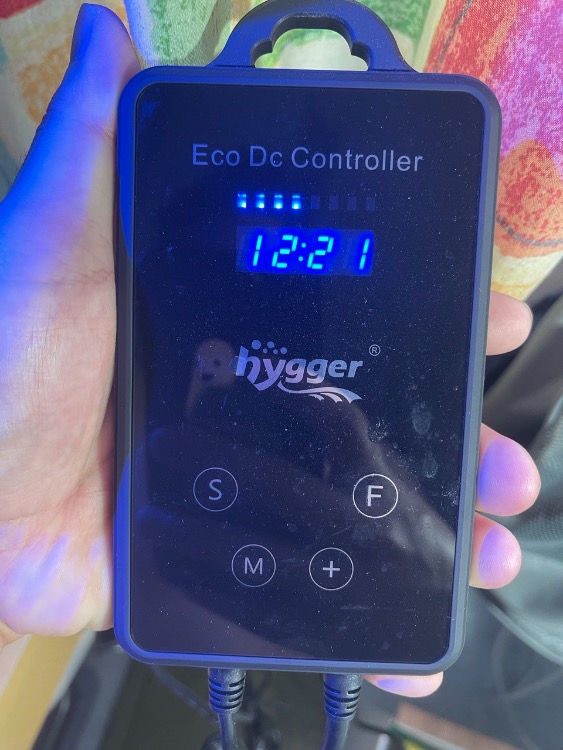 Eco Dc Controller
12:21
hygger®
S F
M +